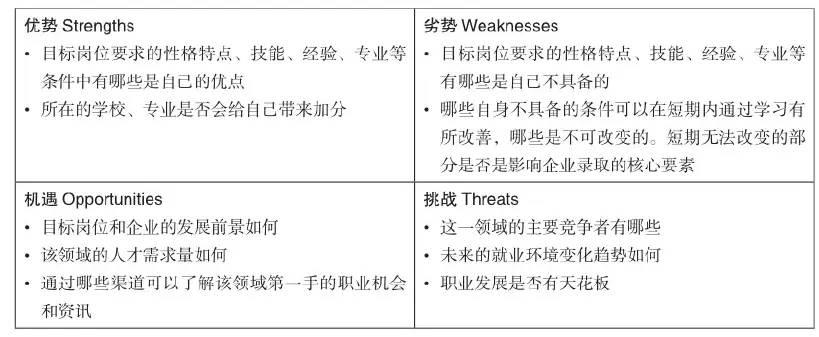 优势 Strengths
• 目标岗位要求的性格特点、技能、经验、专业等
条件中有哪些是自己的优点
• 所在的学校、专业是否会给自己带来加分
劣势 Weaknesses
• 目标岗位要求的性格特点、技能、经验、专业等
有哪些是自己不具备的
• 哪些自身不具备的条件可以在短期内通过学习有
所改善，哪些是不可改变的。短期无法改变的部
分是否是影响企业录取的核心要素
机遇 Opportunities
• 目标岗位和企业的发展前景如何
• 该领域的人才需求量如何
• 通过哪些渠道可以了解该领域第一手的职业机会
和资讯
挑战 Threats
• 这一领域的主要竞争者有哪些
• 未来的就业环境变化趋势如何
• 职业发展是否有天花板